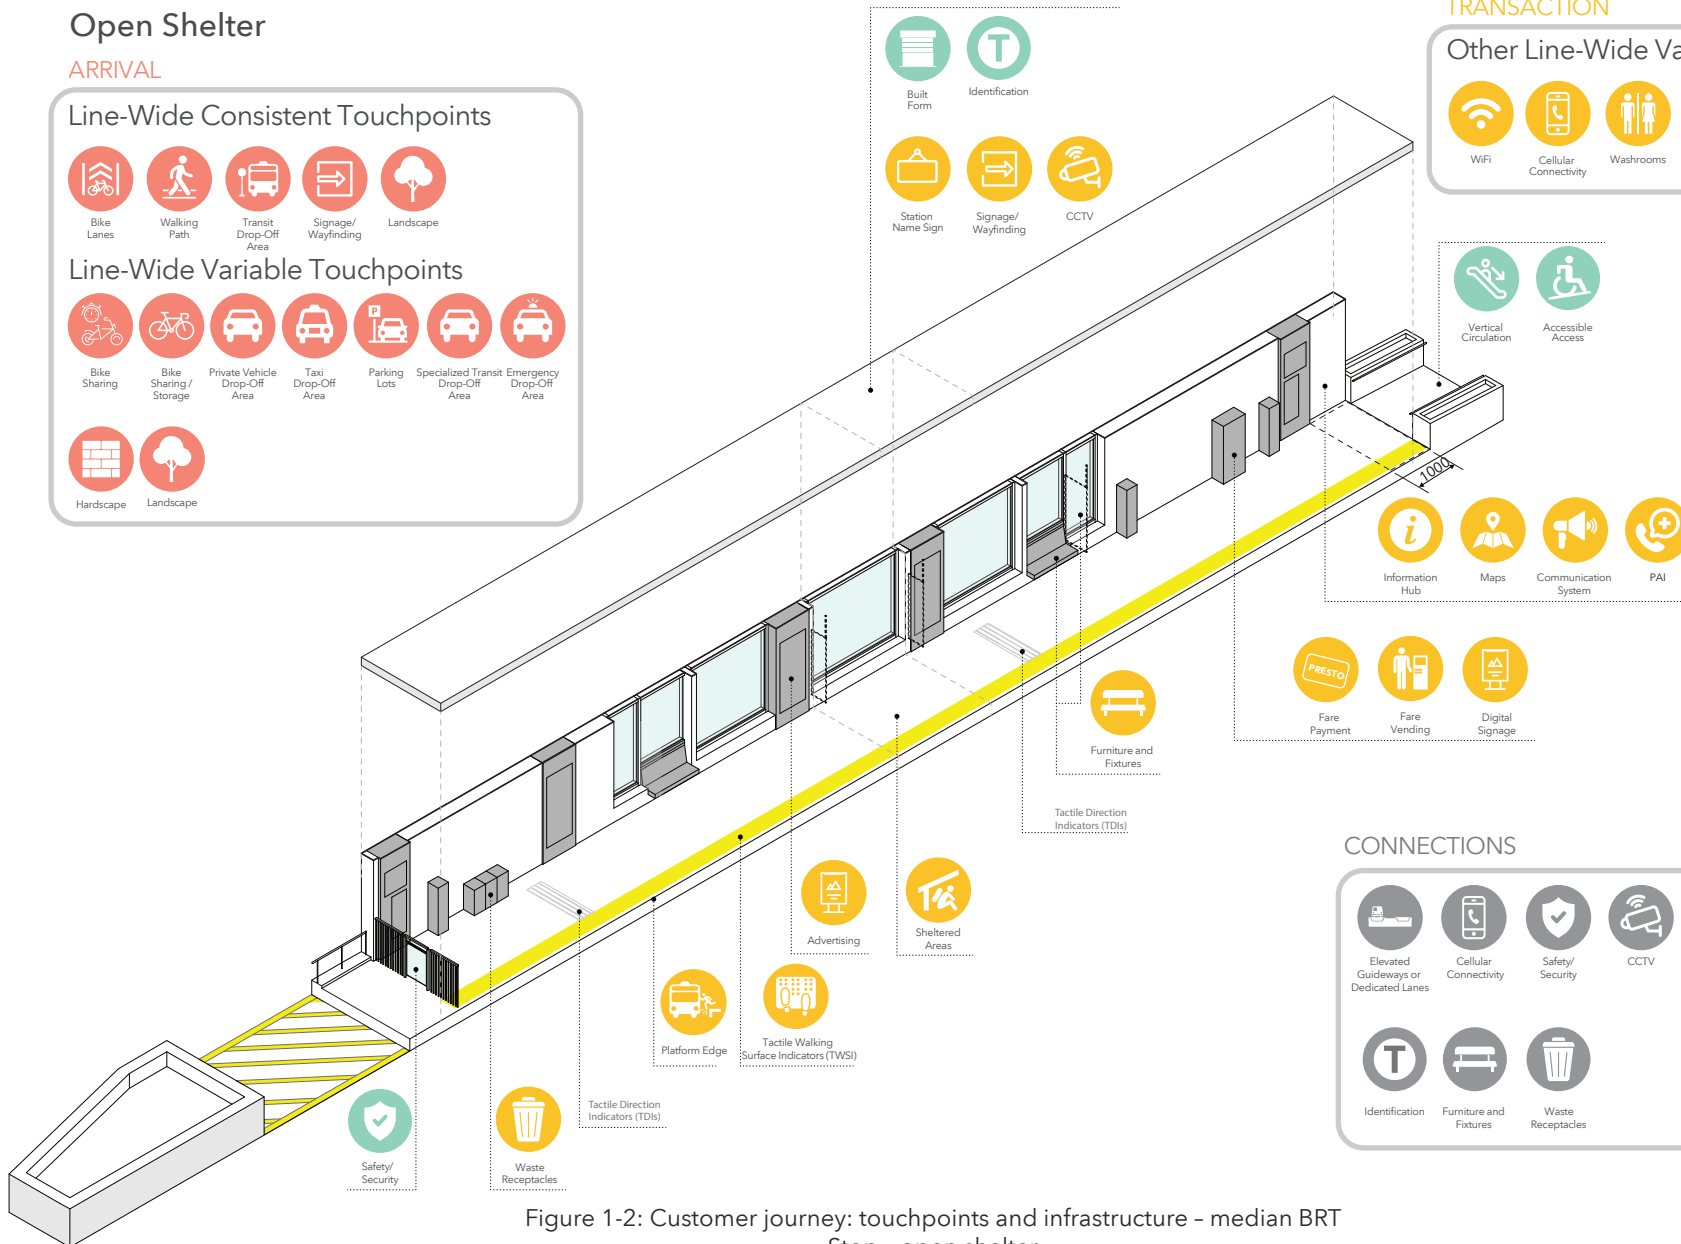 Open Shelter
ARRIVAL
Line-Wide Consistent Touchpoints
Bike
Lanes
Walking
Path
Transit
Drop-Off
Area
Signage/
Wayfinding
Landscape
Line-Wide Variable Touchpoints
Bike
Sharing
Bike
Sharing /
Storage
Private Vehicle
Drop-Off
Area
Taxi
Drop-Off
Area
P
Parking
Lots
Specialized Transit
Drop-Off
Area
Emergency
Drop-Off
Area
Hardscape
Landscape
Built
Form
T
Identification
Station
Name Sign
Signage/
Wayfinding
CCTV
TRANSACTION
Other Line-Wide Va
WiFi
Cellular
Connectivity
Washrooms
Vertical
Circulation
Accessible
Access
1000
i
Information
Hub
Maps
Communication
System
PAI
PRESTO
Fare
Payment
Fare
Vending
Digital
Signage
Furniture and
Fixtures
Tactile Direction
Indicators (TDIs)
Advertising
Sheltered
Areas
Platform Edge
Tactile Walking
Surface Indicators (TWSI)
Tactile Direction
Indicators (TDIs)
Safety/
Security
Waste
Receptacles
CONNECTIONS
Elevated
Guideways or
Dedicated Lanes
Cellular
Connectivity
Safety/
Security
CCTV
T
Identification
Furniture and
Fixtures
Waste
Receptacles
Figure 1-2: Customer journey: touchpoints and infrastructure – median BRT
Stop – open shelter